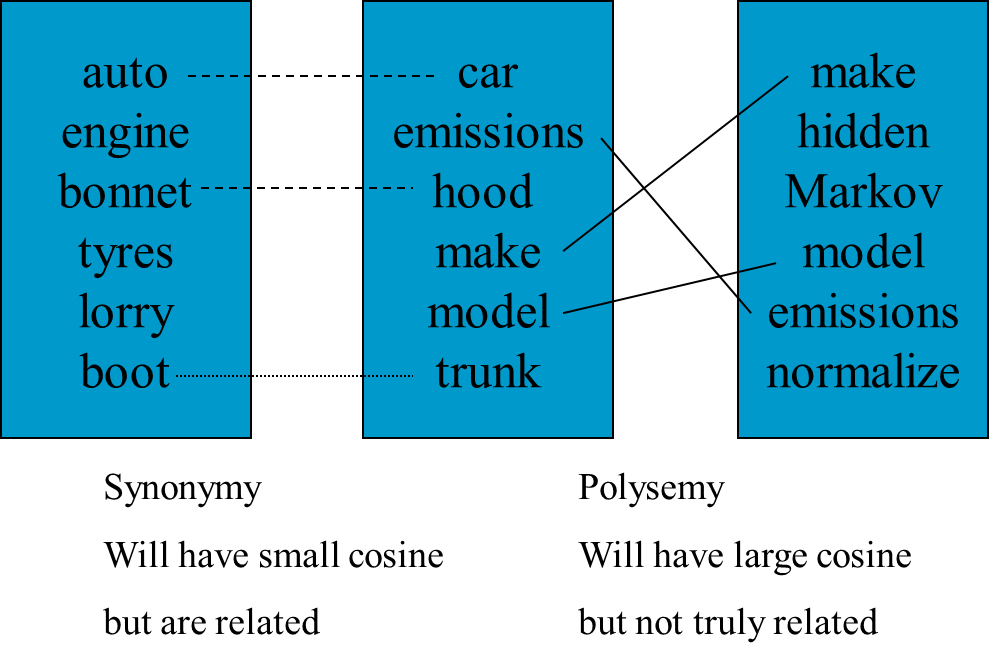 auto
engine
bonnet
tyres
lorry
boot
car
emissions
hood
make
model
trunk
make
hidden
Markov
model
emissions
normalize
Synonymy
Will have small cosine
but are related
Polysemy
Will have large cosine
but not truly related